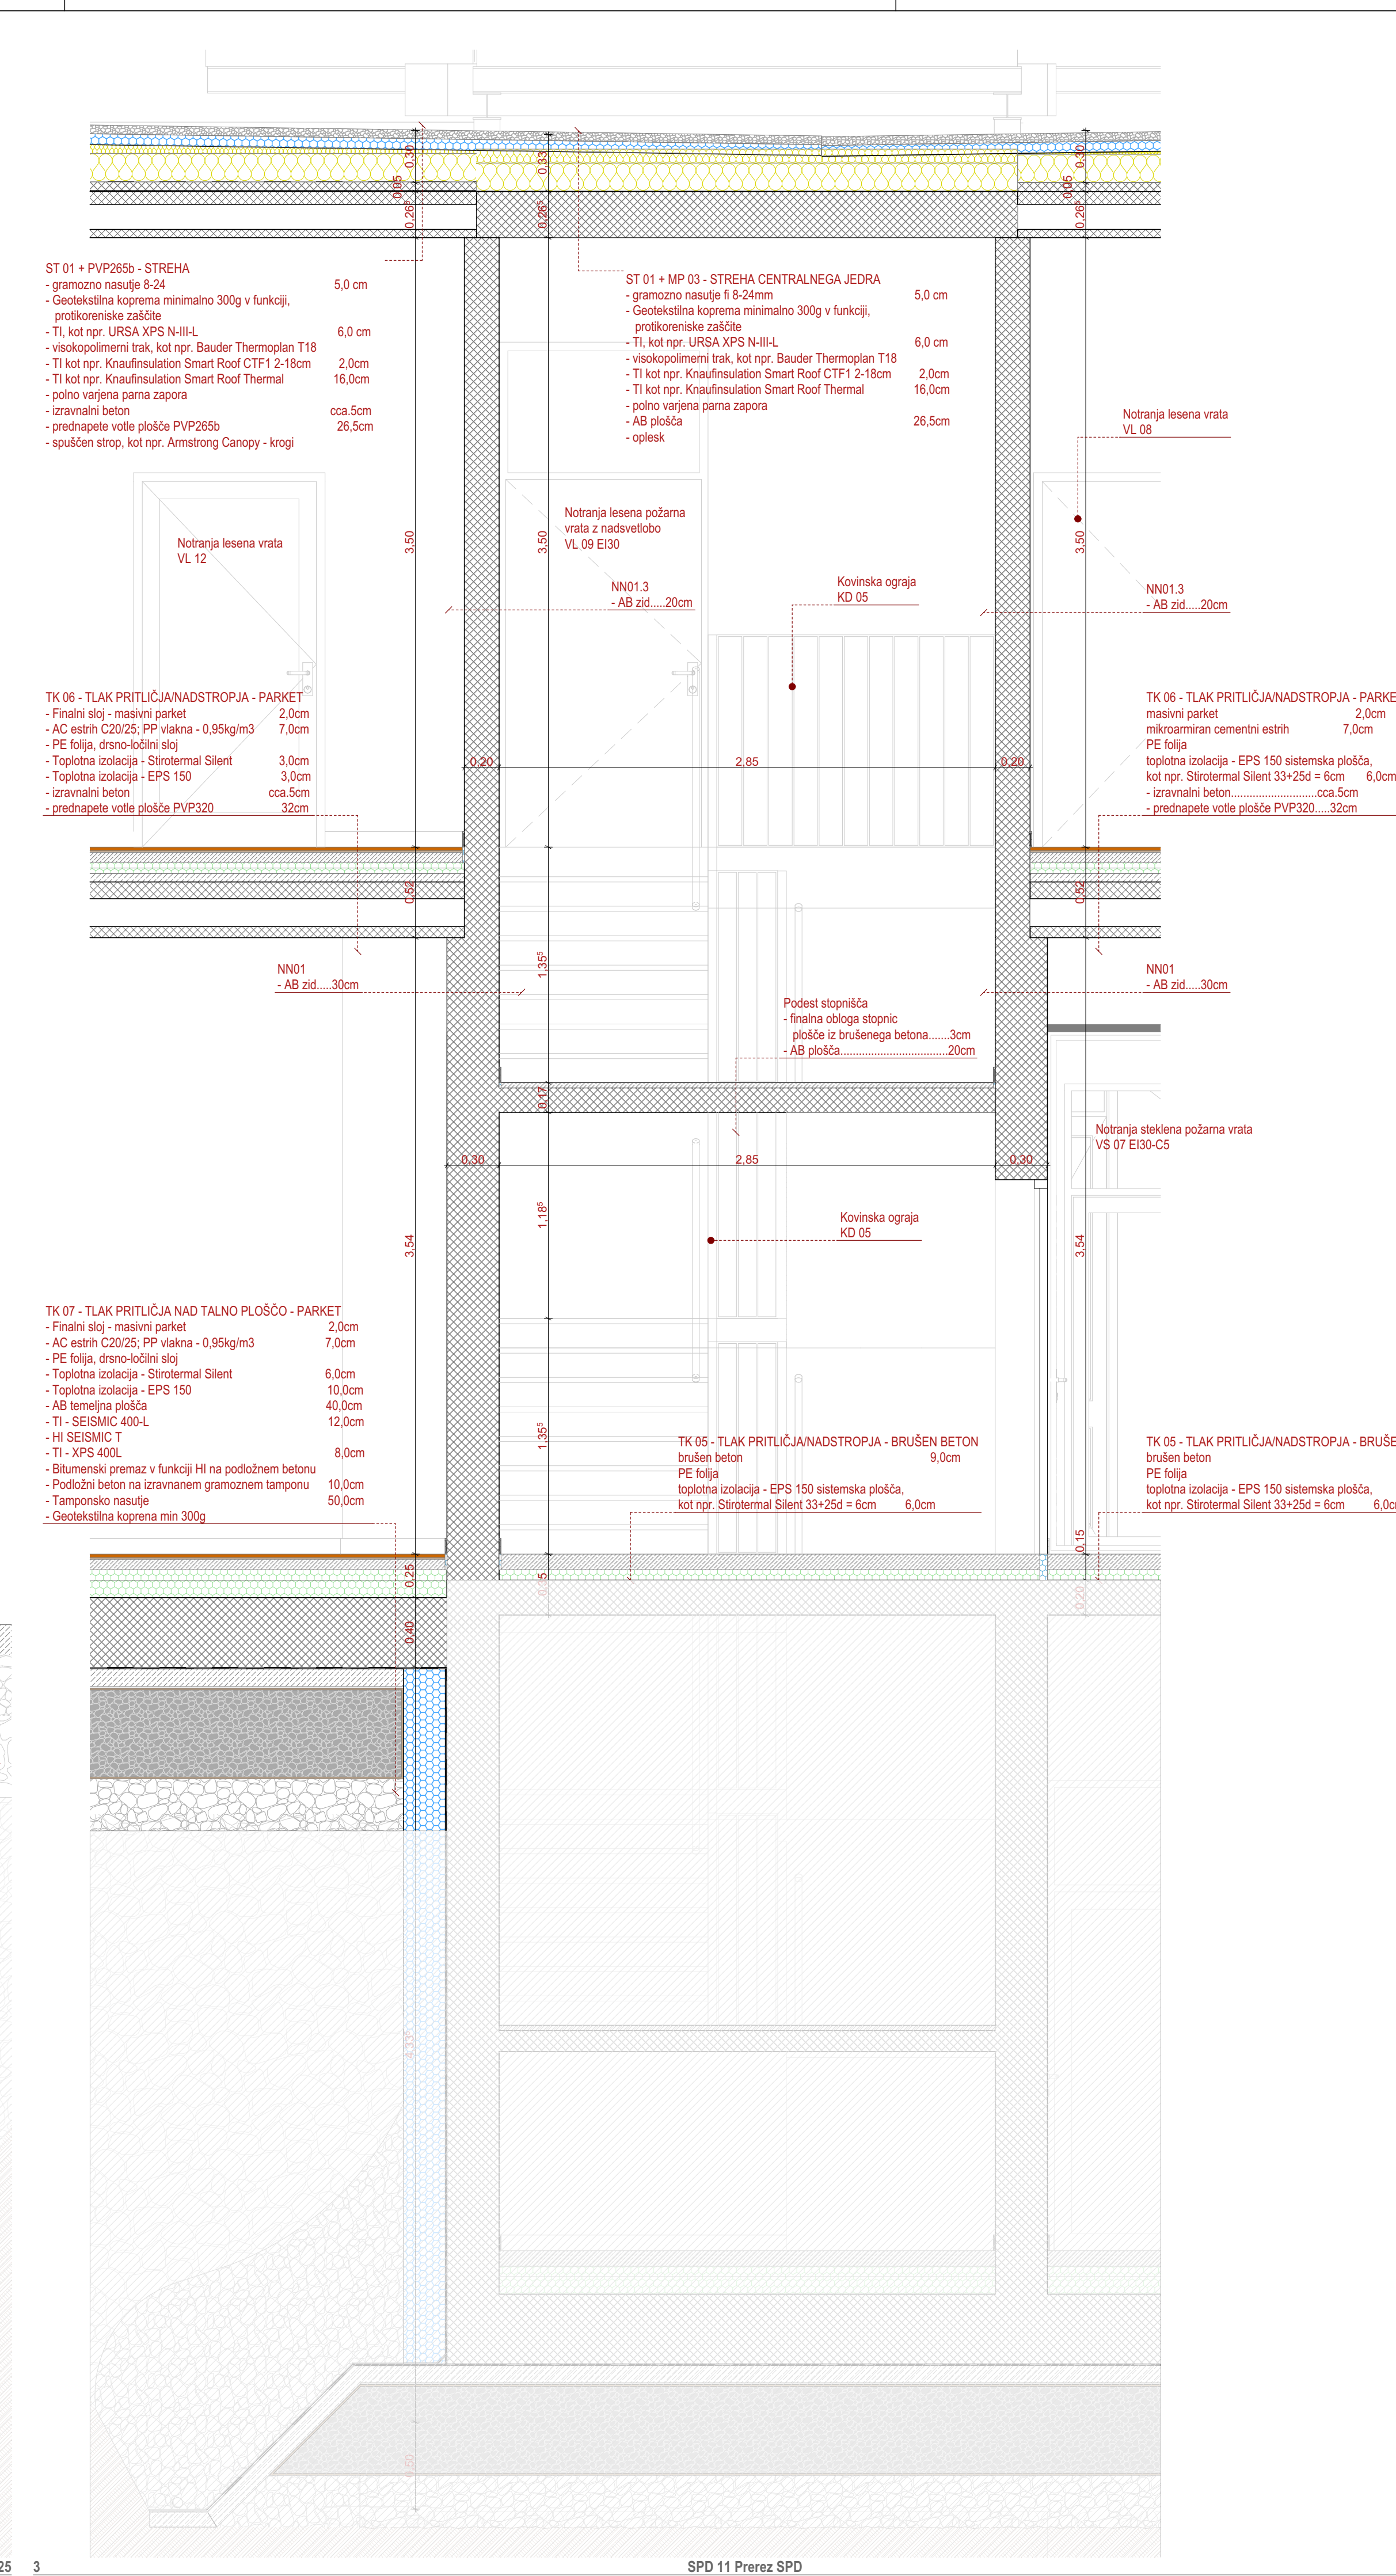 0,30
0,33
0,30
0,05
0,05
0,26⁵
0,26⁵
0,26⁵
ST 01 + PVP265b - STREHA
- gramozno nasutje 8-24 5,0 cm
- Geotekstilna koprema minimalno 300g v funkciji,
protikoreniske zaščite
- TI, kot npr. URSA XPS N-III-L 6,0 cm
- visokopolimerni trak, kot npr. Bauder Thermoplan T18
- TI kot npr. Knaufinsulation Smart Roof CTF1 2-18cm 2,0cm
- TI kot npr. Knaufinsulation Smart Roof Thermal 16,0cm
- polno varjena parna zapora
- izravnalni beton cca.5cm
- prednapete votle plošče PVP265b 26,5cm
- spuščen strop, kot npr. Armstrong Canopy - krogi
ST 01 + MP 03 - STREHA CENTRALNEGA JEDRA
- gramozno nasutje fi 8-24mm 5,0 cm
- Geotekstilna koprema minimalno 300g v funkciji,
protikoreniske zaščite
- TI, kot npr. URSA XPS N-III-L 6,0 cm
- visokopolimerni trak, kot npr. Bauder Thermoplan T18
- TI kot npr. Knaufinsulation Smart Roof CTF1 2-18cm 2,0cm
- TI kot npr. Knaufinsulation Smart Roof Thermal 16,0cm
- polno varjena parna zapora
- AB plošča 26,5cm
- oplesk
Notranja lesena vrata
VL 08
Notranja lesena vrata
VL 12
3,50
3,50
3,50
Notranja lesena požarna
vrata z nadsvetlobo
VL 09 EI30
NN01.3
- AB zid.....20cm
Kovinska ograja
KD 05
NN01.3
- AB zid.....20cm
TK 06 - TLAK PRITLIČJA/NADSTROPJA - PARKET
- Finalni sloj - masivni parket 2,0cm
- AC estrih C20/25; PP vlakna - 0,95kg/m3 7,0cm
- PE folija, drsno-ločilni sloj
- Toplotna izolacija - Stirotermal Silent 3,0cm
- Toplotna izolacija - EPS 150 3,0cm
- izravnalni beton cca.5cm
- prednapete votle plošče PVP320 32cm
0,20
2,85
0,20
TK 06 - TLAK PRITLIČJA/NADSTROPJA - PARKE
masivni parket 2,0cm
mikroarmiran cementni estrih 7,0cm
PE folija
toplotna izolacija - EPS 150 sistemska plošča,
kot npr. Stirotermal Silent 33+25d = 6cm 6,0cm
- izravnalni beton...........................cca.5cm
- prednapete votle plošče PVP320.....32cm
0,52
0,52
NN01
- AB zid.....30cm
1,35⁵
Podest stopnišča
- finalna obloga stopnic
plošče iz brušenega betona.......3cm
- AB plošča...................................20cm
NN01
- AB zid.....30cm
0,17
Notranja steklena požarna vrata
VS 07 EI30-C5
0,30
2,85
0,30
3,54
1,18⁵
Kovinska ograja
KD 05
3,54
TK 07 - TLAK PRITLIČJA NAD TALNO PLOŠČO - PARKET
- Finalni sloj - masivni parket 2,0cm
- AC estrih C20/25; PP vlakna - 0,95kg/m3 7,0cm
- PE folija, drsno-ločilni sloj
- Toplotna izolacija - Stirotermal Silent 6,0cm
- Toplotna izolacija - EPS 150 10,0cm
- AB temeljna plošča 40,0cm
- TI - SEISMIC 400-L 12,0cm
- HI SEISMIC T
- TI - XPS 400L 8,0cm
- Bitumenski premaz v funkciji HI na podložnem betonu
- Podložni beton na izravnanem gramoznem tamponu 10,0cm
- Tamponsko nasutje 50,0cm
- Geotekstilna koprena min 300g
1,35⁵
TK 05 - TLAK PRITLIČJA/NADSTROPJA - BRUŠEN BETON
brušen beton 9,0cm
PE folija
toplotna izolacija - EPS 150 sistemska plošča,
kot npr. Stirotermal Silent 33+25d = 6cm 6,0cm
TK 05 - TLAK PRITLIČJA/NADSTROPJA - BRUŠE
brušen beton
PE folija
toplotna izolacija - EPS 150 sistemska plošča,
kot npr. Stirotermal Silent 33+25d = 6cm 6,0c
0,15
0,25
0,35
0,20
0,40
4,33⁵
0,50
25
3
SPD 11 Prerez SPD